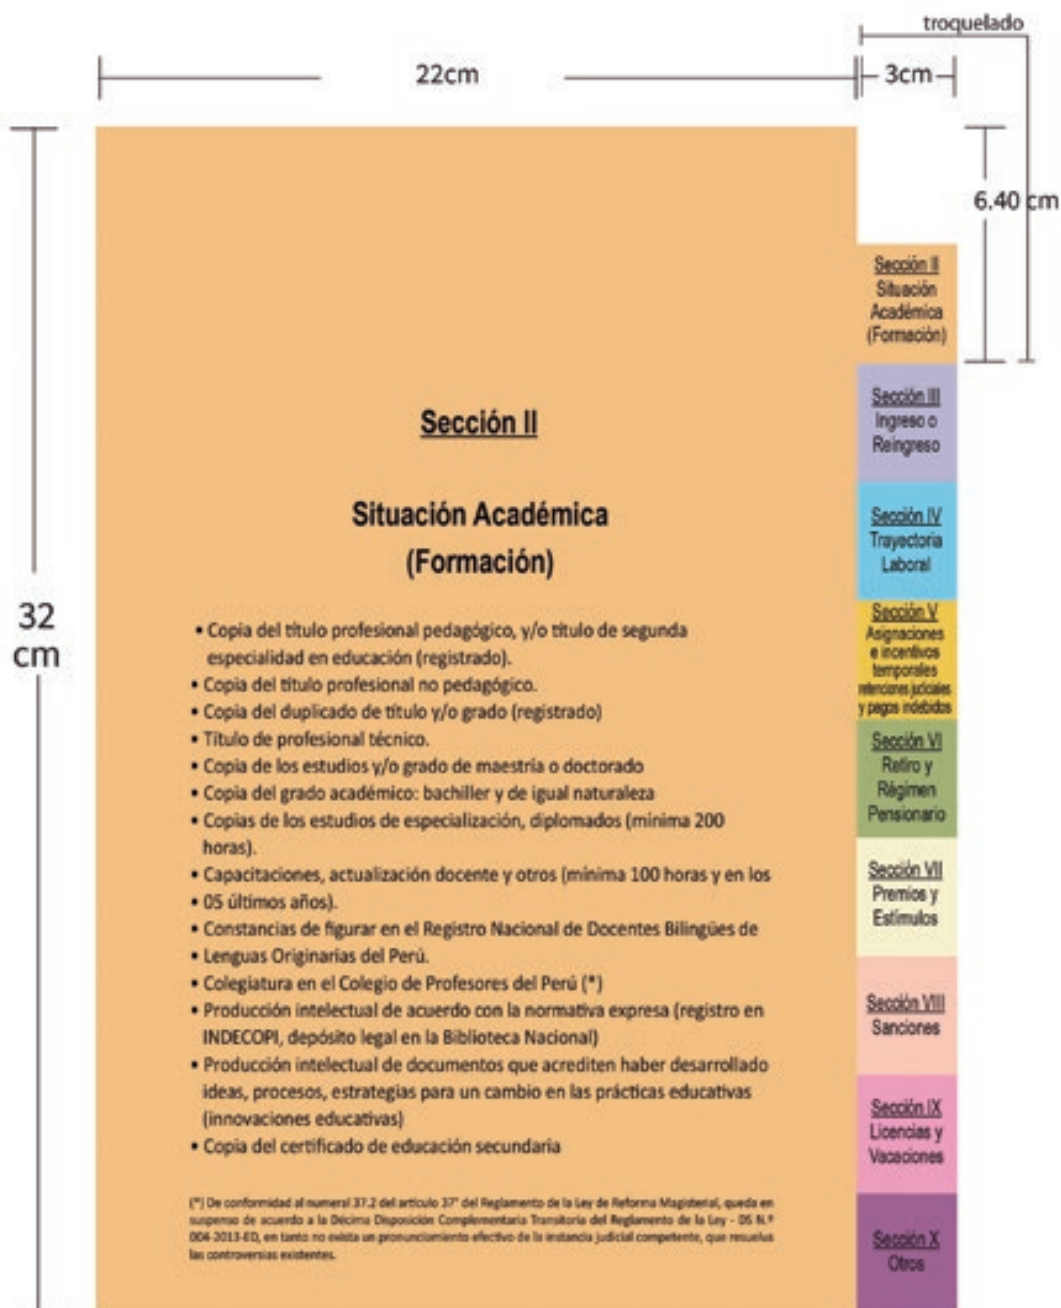 troquelado
22cm
3cm
6.40 cm
32
cm
Sección II
Situación Académica
(Formación)
• Copia del título profesional pedagógico, y/o título de segunda
especialidad en educación (registrado).
• Copia del título profesional no pedagógico.
• Copia del duplicado de título y/o grado (registrado)
• Título de profesional técnico.
• Copia de los estudios y/o grado de maestría o doctorado
• Copia del grado académico: bachiller y de igual naturaleza
• Copias de los estudios de especialización, diplomados (mínima 200
horas).
• Capacitaciones, actualización docente y otros (mínima 100 horas y en los
• 05 últimos años).
• Constancias de figurar en el Registro Nacional de Docentes Bilingües de
• Lenguas Originarias del Perú.
• Colegiatura en el Colegio de Profesores del Perú (*)
• Producción intelectual de acuerdo con la normativa expresa (registro en
INDECOPI, depósito legal en la Biblioteca Nacional)
• Producción intelectual de documentos que acrediten haber desarrollado
ideas, procesos, estrategias para un cambio en las prácticas educativas
(innovaciones educativas)
• Copia del certificado de educación secundaria
(*) De conformidad al numeral 37.2 del artículo 37° del Reglamento de la Ley de Reforma Magisterial, queda en
suspenso de acuerdo a la Décima Disposición Complementaria Transitoria del Reglamento de la Ley - DS N.º
004-2013-ED, en tanto no exista un pronunciamiento efectivo de la instancia judicial competente, que resuelva
las controversias existentes.
Sección II
Situación
Académica
(Formación)
Sección III
Ingreso o
Reingreso
Sección IV
Trayectoria
Laboral
Sección V
Asignaciones
e incentivos
temporales
retenciones judiciales
y pagos indebidos
Sección VI
Retiro y
Régimen
Pensionario
Sección VII
Premios y
Estímulos
Sección VIII
Sanciones
Sección IX
Licencias y
Vacaciones
Sección X
Otros